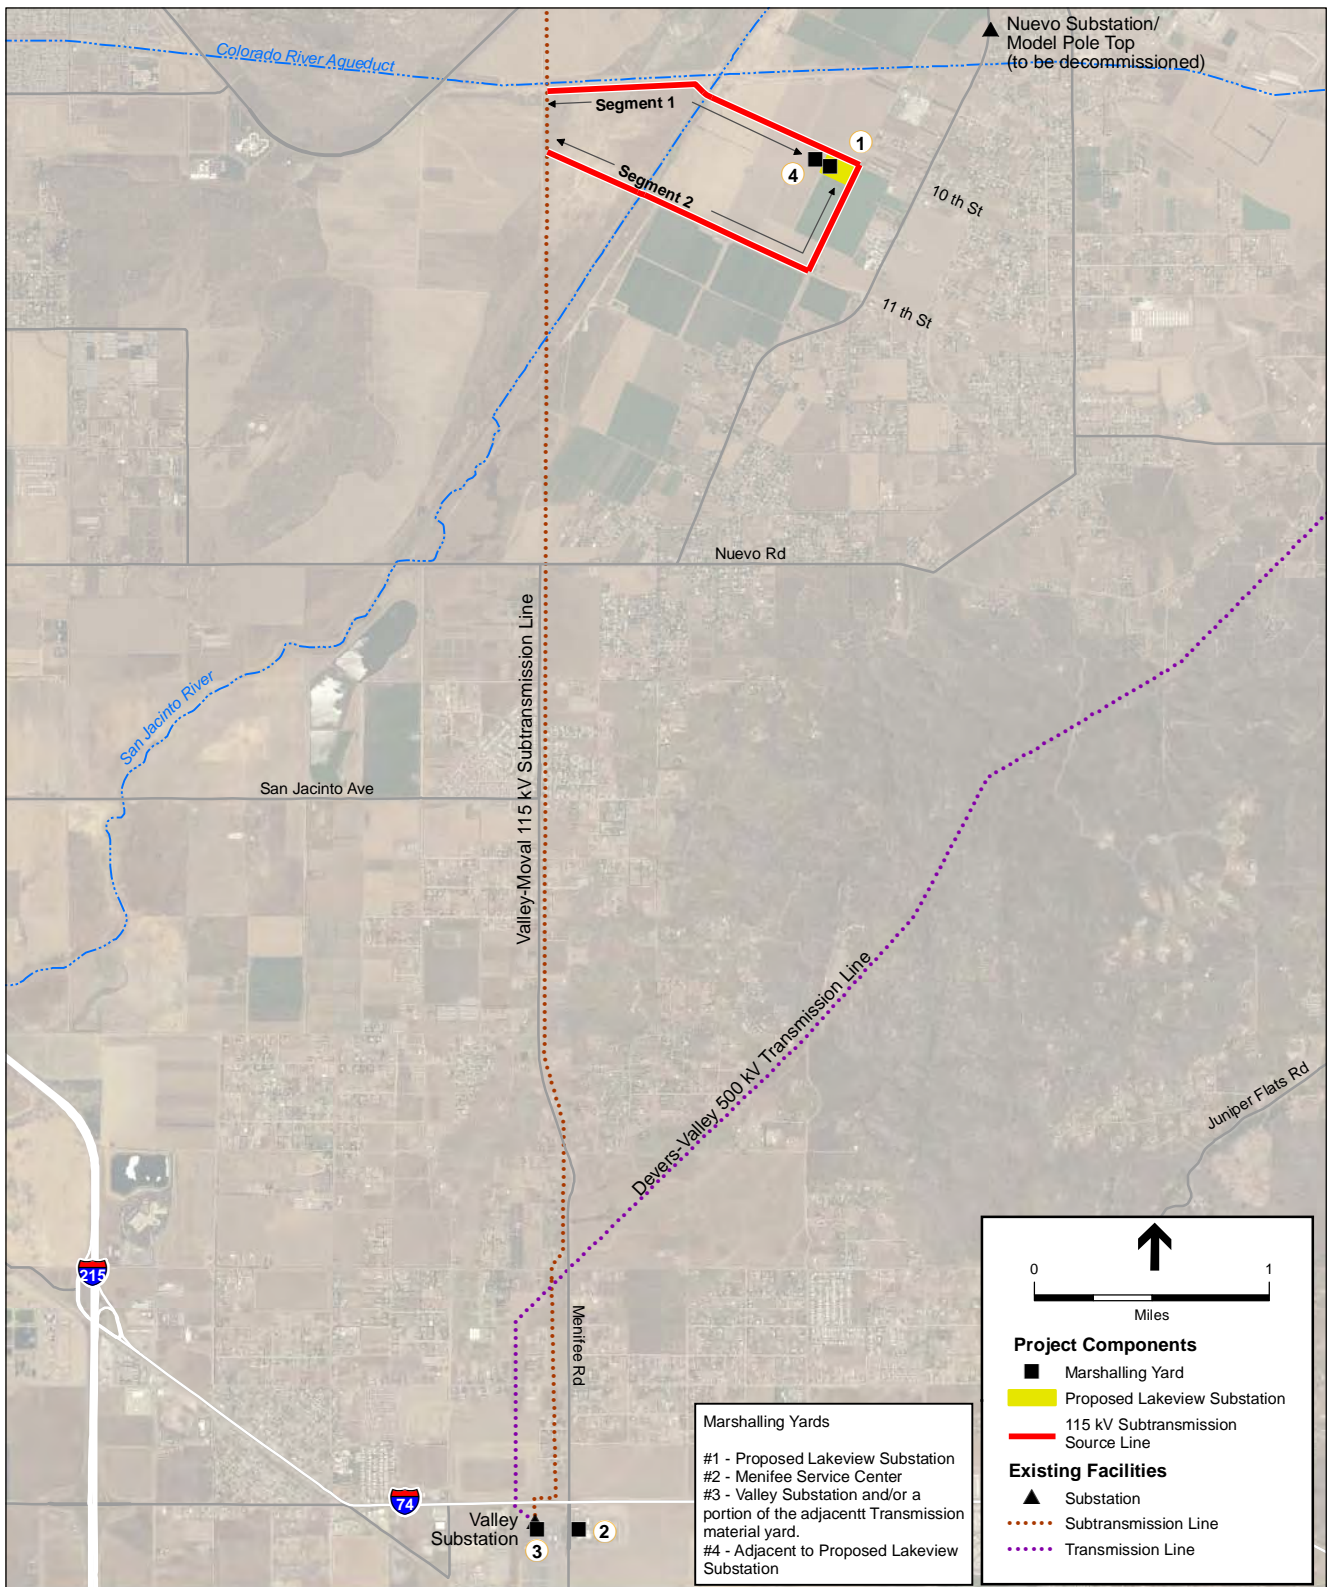 Nuevo Substation/
Model Pole Top
(to be decommissioned)
Colorado River Aqueduct
Segment 1
1
4
Segment 2
10 th St
11 th St
Nuevo Rd
Valley-Moval 115 kV Subtransmission Line
San Jacinto River
San Jacinto Ave
Devers-Valley 500 kV Transmission Line
Juniper Flats Rd
215
Menifee Rd
74
Valley
Substation
3
2
Marshalling Yards
#1 - Proposed Lakeview Substation
#2 - Menifee Service Center
#3 - Valley Substation and/or a
portion of the adjacentt Transmission
material yard.
#4 - Adjacent to Proposed Lakeview
Substation
0 1
Miles
Project Components
Marshalling Yard
Proposed Lakeview Substation
115 kV Subtransmission
Source Line
Existing Facilities
Substation
Subtransmission Line
Transmission Line